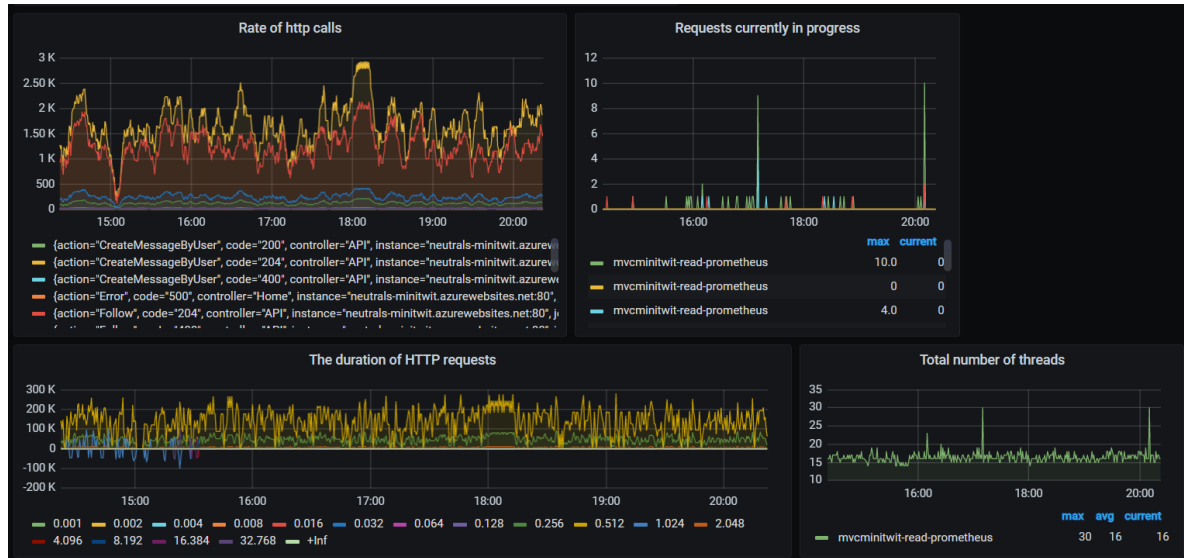 Rate of http calls
3 K
2.50 K
2 K
1.50 K
1 K
500
0
15:00 16:00 17:00 18:00 19:00 20:00
{action="CreateMessageByUser", code="200", controller="API", instance="neutrals-minitwit.azurewe
{action="CreateMessageByUser", code="204", controller="API", instance="neutrals-minitwit.azurewe
{action="CreateMessageByUser", code="400", controller="API", instance="neutrals-minitwit.azurewe
{action="Error", code="500", controller="Home", instance="neutrals-minitwit.azurewebsites.net:80",
{action="Follow", code="204", controller="API", instance="neutrals-minitwit.azurewebsites.net:80", j
Requests currently in progress
12
10
8
6
4
2
0
16:00 18:00 20:00
max current
mvcminitwit-read-prometheus 10.0 0
mvcminitwit-read-prometheus 0 0
mvcminitwit-read-prometheus 4.0 0
The duration of HTTP requests
300 K
200 K
100 K
0
-100 K
-200 K
15:00 16:00 17:00 18:00 19:00 20:00
0.001 0.002 0.004 0.008 0.016 0.032 0.064 0.128 0.256 0.512 1.024 2.048
4.096 8.192 16.384 32.768 +Inf
Total number of threads
35
30
25
20
15
10
16:00 18:00 20:00
max avg current
mvcminitwit-read-prometheus 30 16 16